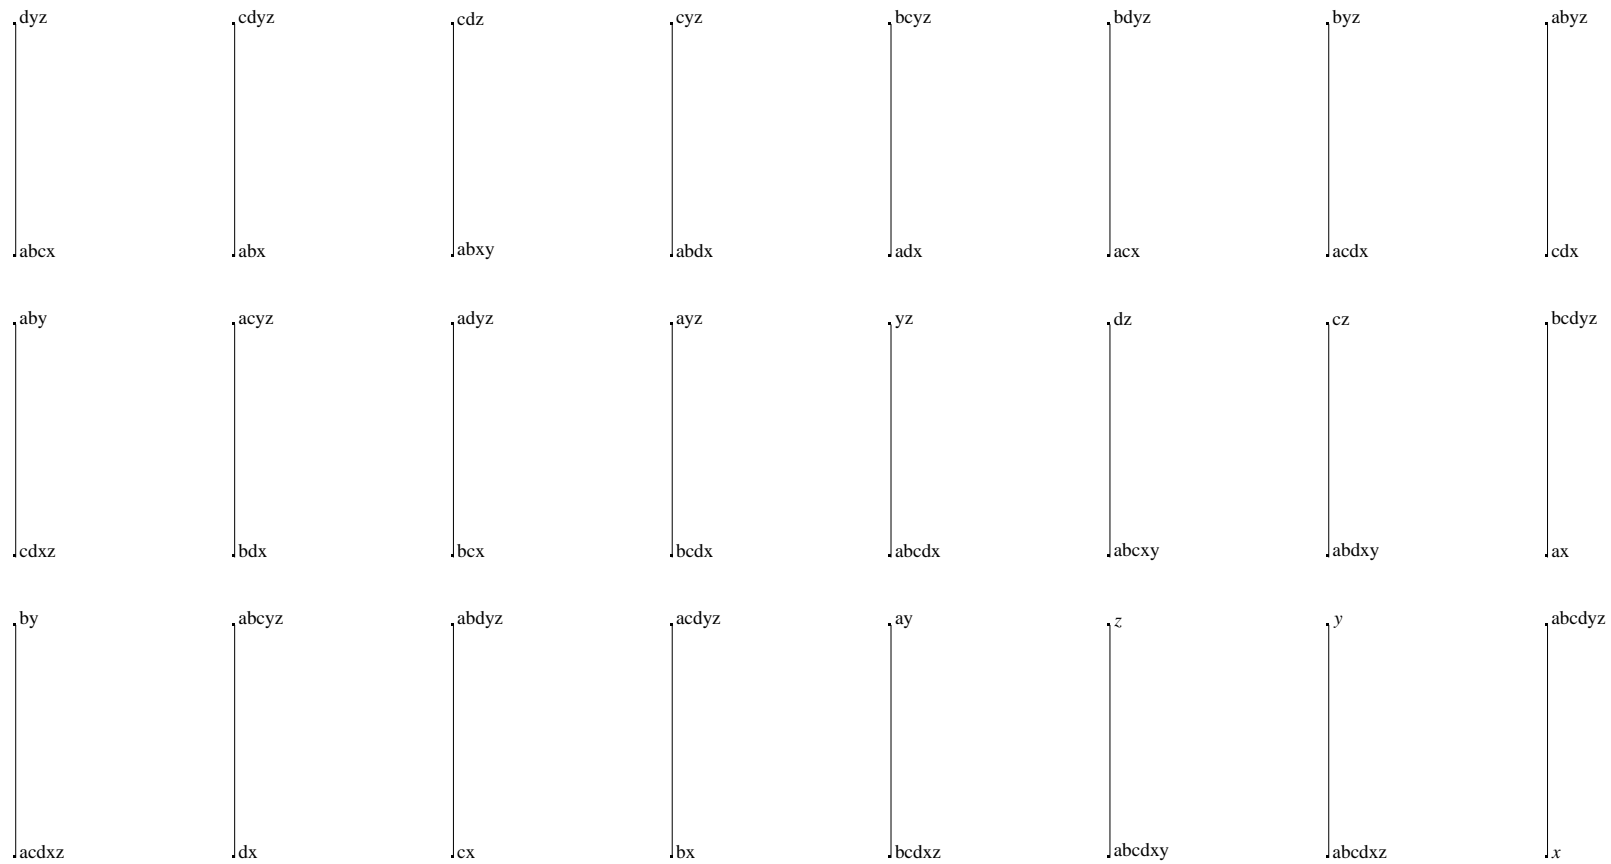 dyz cdyz cdz cyz bcyz bdyz byz abyz
abcx abx abxy abdx adx acx acdx cdx
aby acyz adyz ayz yz dz cz bcdyz
cdxz bdx bcx bcdx abcdx abcxy abdxy ax
by abcyz abdyz acdyz ay z y abcdyz
acdxz dx cx bx bcdxz abcdxy abcdxz x